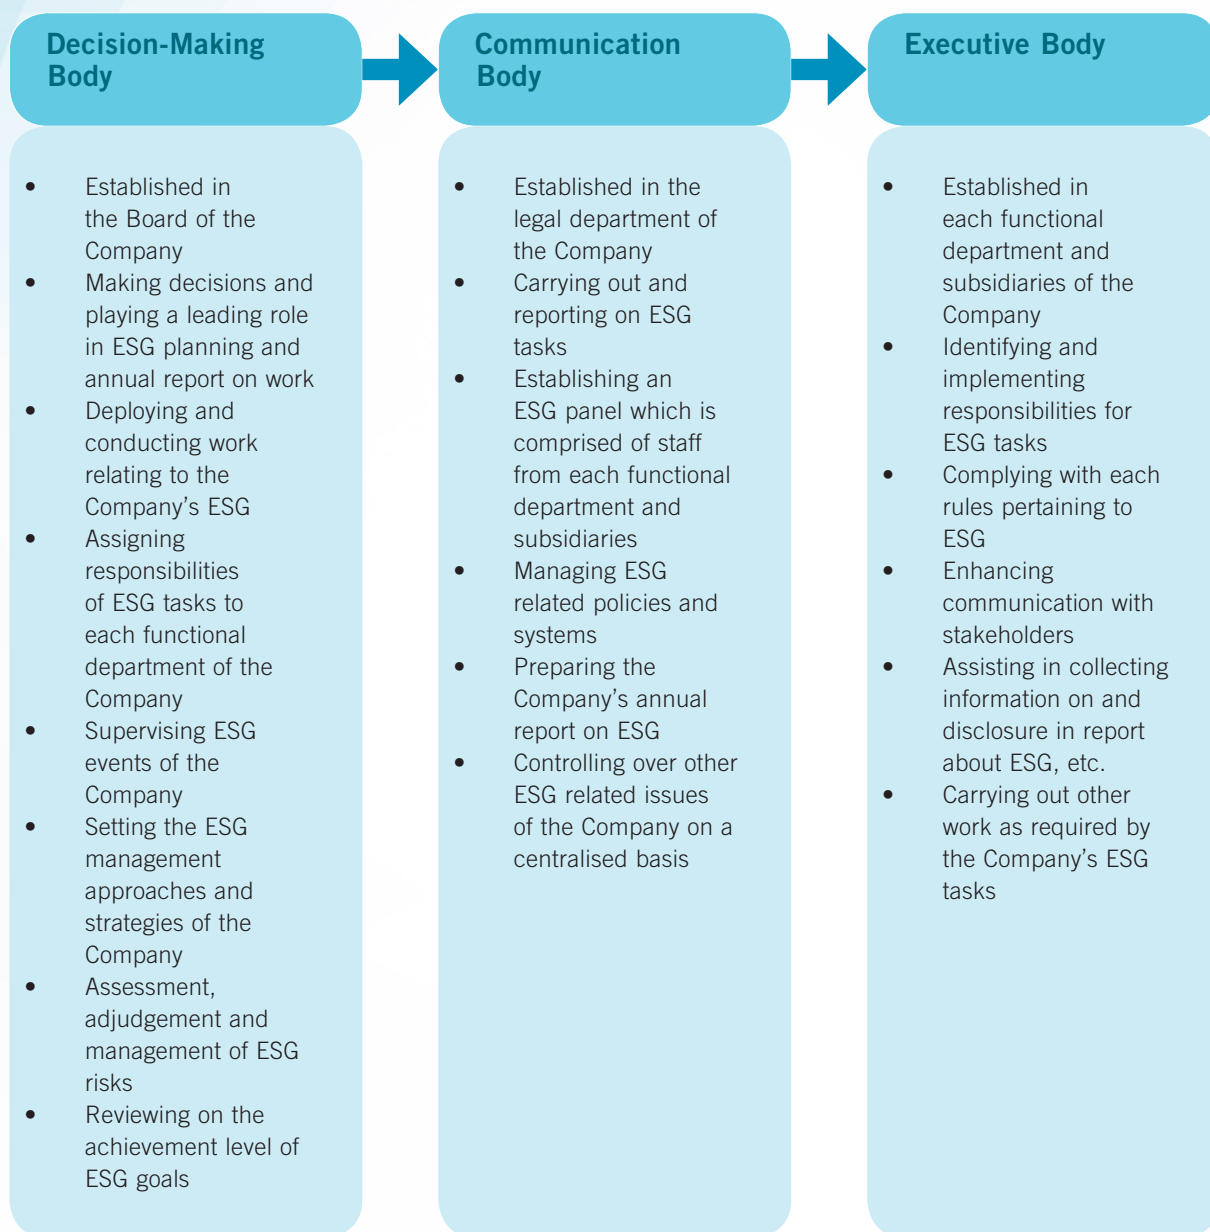 Decision-Making
Body
• Established in
the Board of the
Company
• Making decisions and
playing a leading role
in ESG planning and
annual report on work
• Deploying and
conducting work
relating to the
Company’s ESG
• Assigning
responsibilities
of ESG tasks to
each functional
department of the
Company
• Supervising ESG
events of the
Company
• Setting the ESG
management
approaches and
strategies of the
Company
• Assessment,
adjudgement and
management of ESG
risks
• Reviewing on the
achievement level of
ESG goals
Communication
Body
• Established in the
legal department of
the Company
• Carrying out and
reporting on ESG
tasks
• Establishing an
ESG panel which is
comprised of staff
from each functional
department and
subsidiaries
• Managing ESG
related policies and
systems
• Preparing the
Company’s annual
report on ESG
• Controlling over other
ESG related issues
of the Company on a
centralised basis
Executive Body
• Established in
each functional
department and
subsidiaries of the
Company
• Identifying and
implementing
responsibilities for
ESG tasks
• Complying with each
rules pertaining to
ESG
• Enhancing
communication with
stakeholders
• Assisting in collecting
information on and
disclosure in report
about ESG, etc.
• Carrying out other
work as required by
the Company’s ESG
tasks